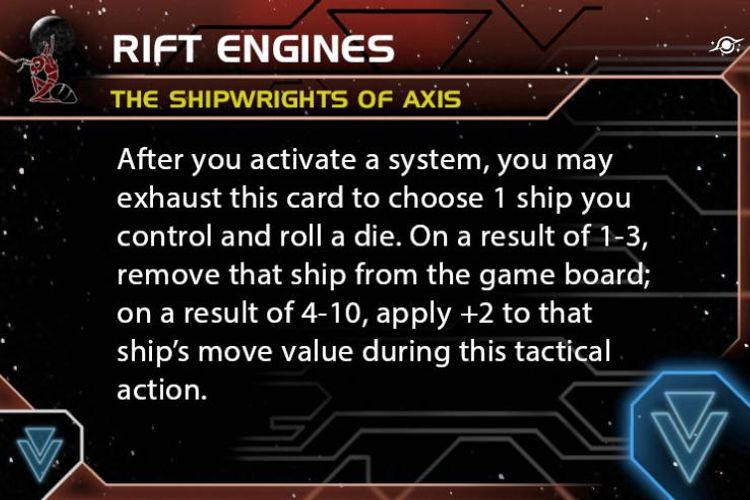 RIFT ENGINES
THE SHIPWRIGHTS OF AXIS
After you activate a system, you may
exhaust this card to choose 1 ship you
control and roll a die. On a result of 1-3,
remove that ship from the game board;
on a result of 4-10, apply +2 to that
ship’s move value during this tactical
action.